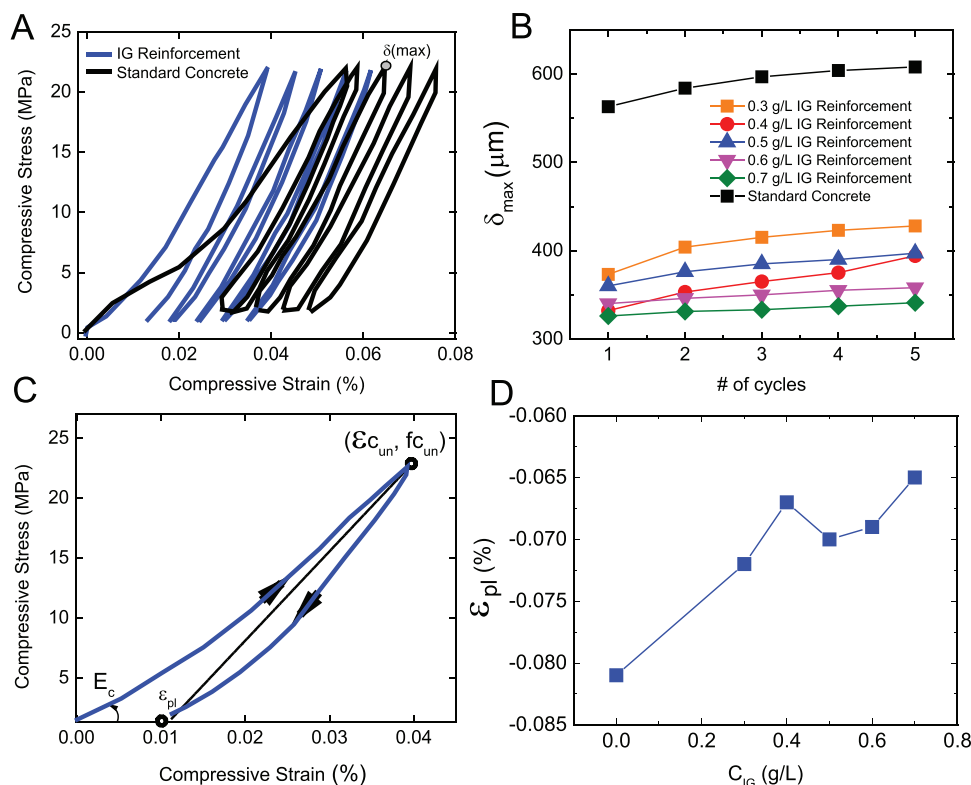 A
IG Reinforcement
Standard Concrete
δ(max)
25
20
15
10
5
0
Compressive Stress (MPa)
0.00
0.02
0.04
0.06
0.08
Compressive Strain (%)
B
600
500
400
300
δmax (μm)
0.3 g/L IG Reinforcement
0.4 g/L IG Reinforcement
0.5 g/L IG Reinforcement
0.6 g/L IG Reinforcement
0.7 g/L IG Reinforcement
Standard Concrete
1
2
3
4
5
# of cycles
C
(εcun, fcun)
25
20
15
10
5
Compressive Stress (MPa)
Ec
εpl
0.00
0.01
0.02
0.03
0.04
Compressive Strain (%)
D
-0.060
-0.065
-0.070
-0.075
-0.080
-0.085
εpl (%)
0.0
0.2
0.4
0.6
0.8
CIG (g/L)